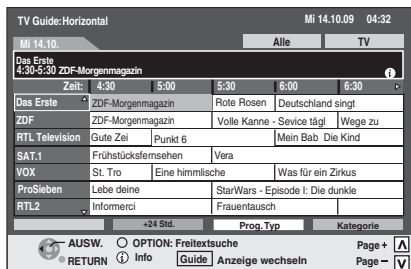 TV Guide:Horizontal Mi 14.10.09 04:32
Mi 14.10. Alle TV
Das Erste
4:30-5:30 ZDF-Morgenmagazin
Zeit: 4:30 5:00 5:30 6:00 6:30
Das Erste ZDF-Morgenmagazin Rote Rosen Deutschland singt
ZDF ZDF-Morgenmagazin Volle Kanne - Sevice tägl Wege zu
RTL Television Gute Zei Punkt 6 Mein Bab Die Kind
SAT.1 Frühstücksfernsehen Vera
VOX St. Tro Eine himmlische Was für ein Zirkus
ProSieben Lebe deine StarWars - Episode I: Die dunkle
RTL2 Informerci Frauentausch
+24 Std. Prog.Typ Kategorie
AUSW. OPTION: Freitextsuche Page +
RETURN Info Guide Anzeige wechseln Page −